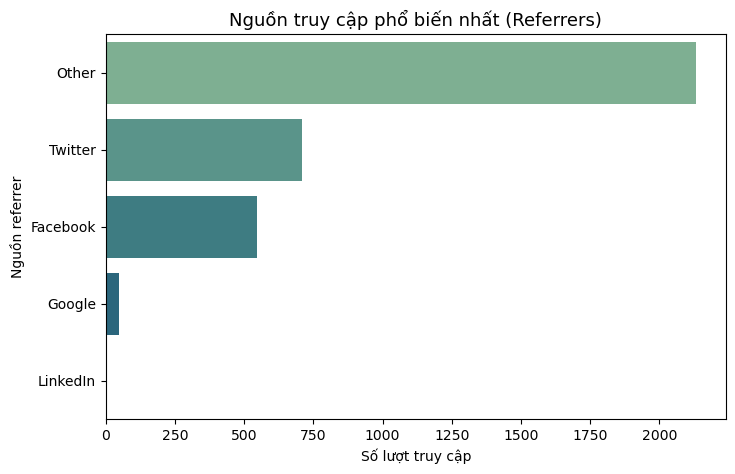 Nguồn truy cập phổ biến nhất (Referrers)
Nguồn referrer
Other
Twitter
Facebook
Google
LinkedIn
0 250 500 750 1000 1250 1500 1750 2000
Số lượt truy cập